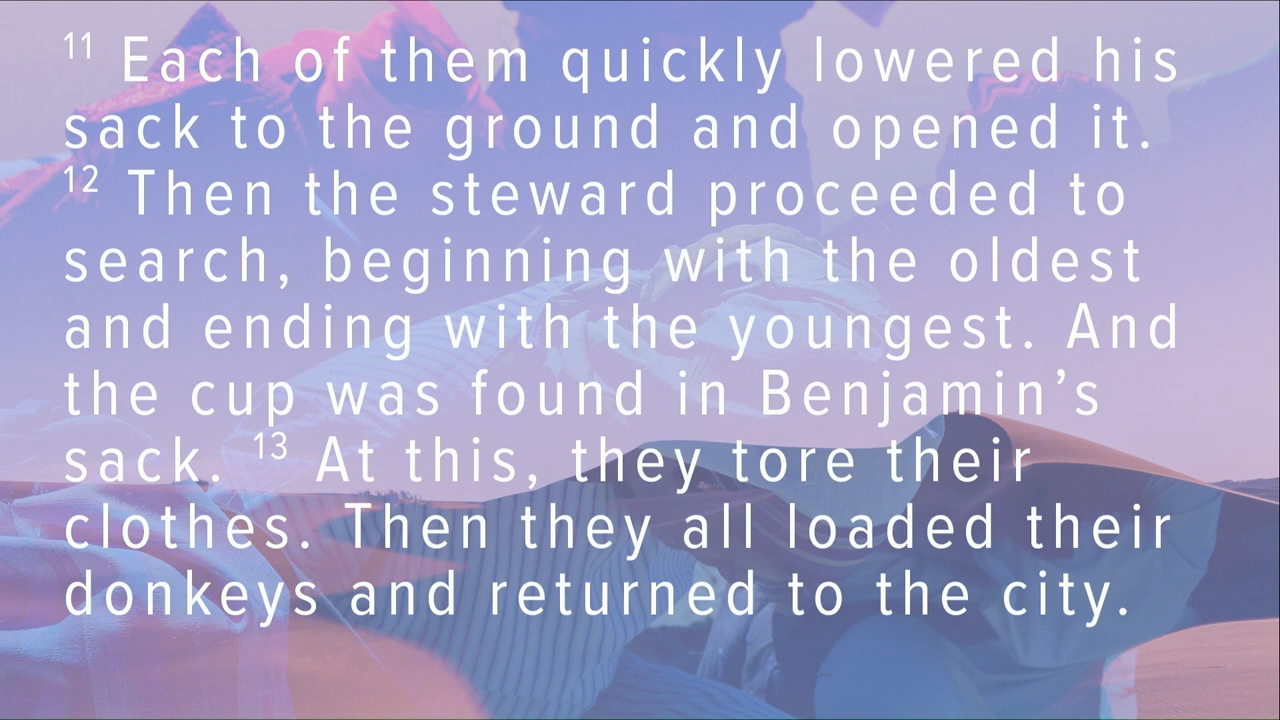 11 Each of them quickly lowered his
sack to the ground and opened it.
12 Then the steward proceeded to
search, beginning with the oldest
and ending with the youngest. And
the cup was found in Benjamin’s
sack. 13 At this, they tore their
clothes. Then they all loaded their
donkeys and returned to the city.